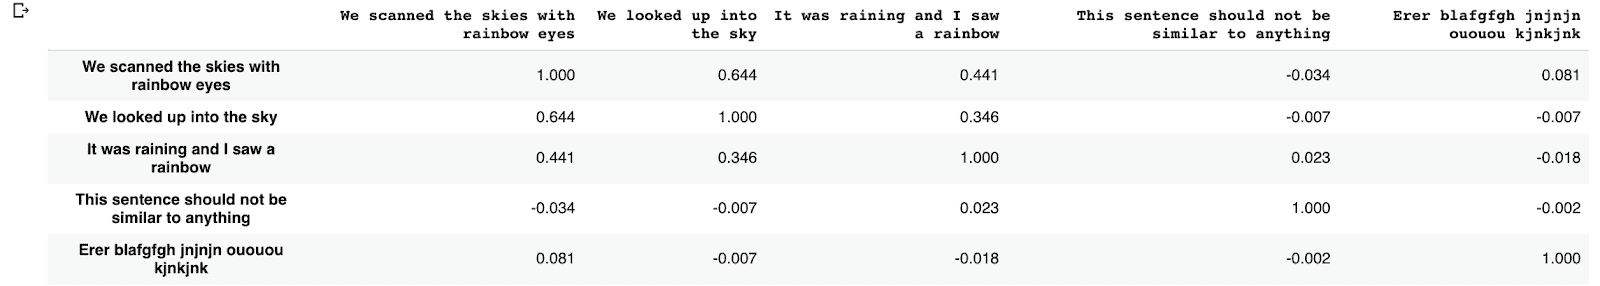 We scanned the skies with We looked up into It was raining and I saw This sentence should not be Erer blafgfgh jnjnjn
rainbow eyes the sky a rainbow similar to anything ououou kjnkjnk
We scanned the skies with
rainbow eyes 1.000 0.644 0.441 -0.034 0.081
We looked up into the sky 0.644 1.000 0.346 -0.007 -0.007
It was raining and I saw a
rainbow 0.441 0.346 1.000 0.023 -0.018
This sentence should not be
similar to anything -0.034 -0.007 0.023 1.000 -0.002
Erer blafgfgh jnjnjn ououou
kjnkjnk 0.081 -0.007 -0.018 -0.002 1.000